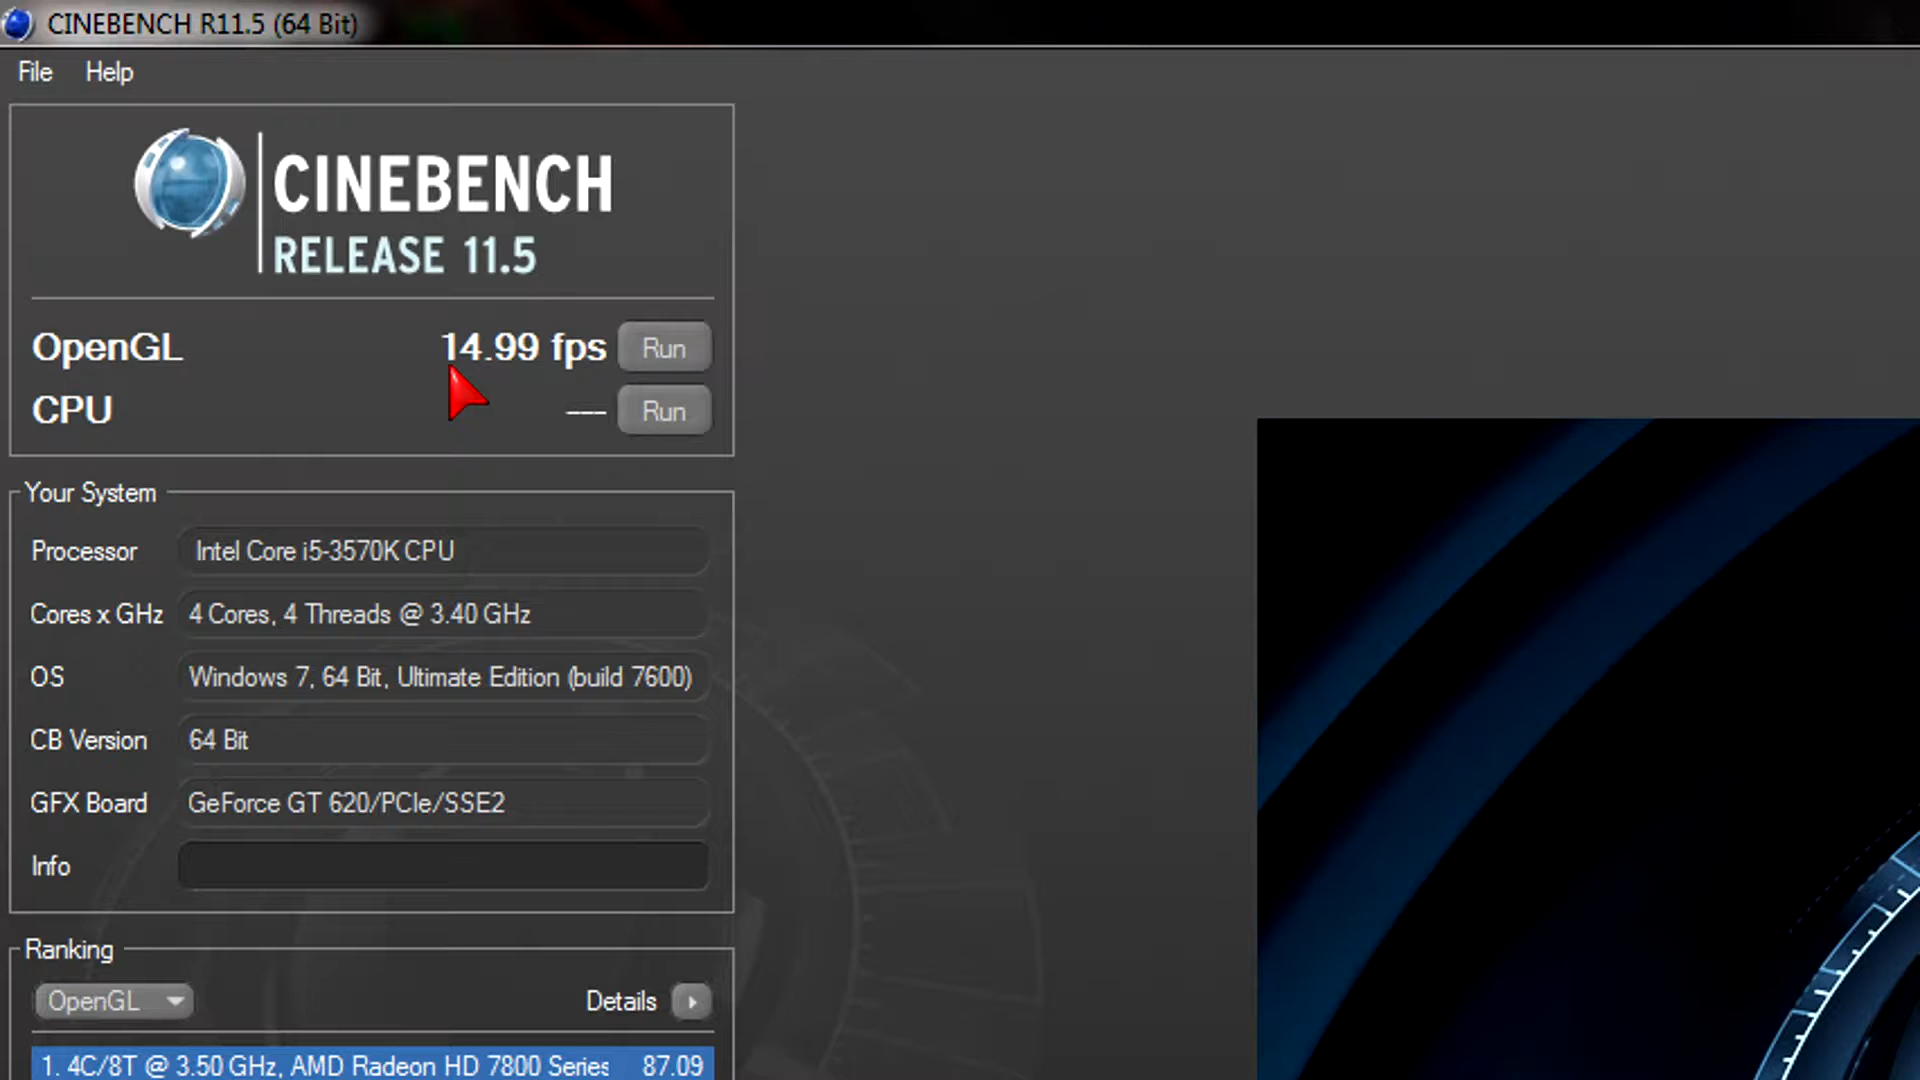 CINEBENCH R11.5 (64 Bit)
File Help
CINEBENCH
RELEASE 11.5
OpenGL 14.99 fps Run
CPU --- Run
Your System
Processor Intel Core i5-3570K CPU
Cores x GHz 4 Cores, 4 Threads @ 3.40 GHz
OS Windows 7, 64 Bit, Ultimate Edition (build 7600)
CB Version 64 Bit
GFX Board GeForce GT 620/PCIe/SSE2
Info
Ranking
OpenGL Details
1. 4C/8T @ 3.50 GHz, AMD Radeon HD 7800 Series 87.09